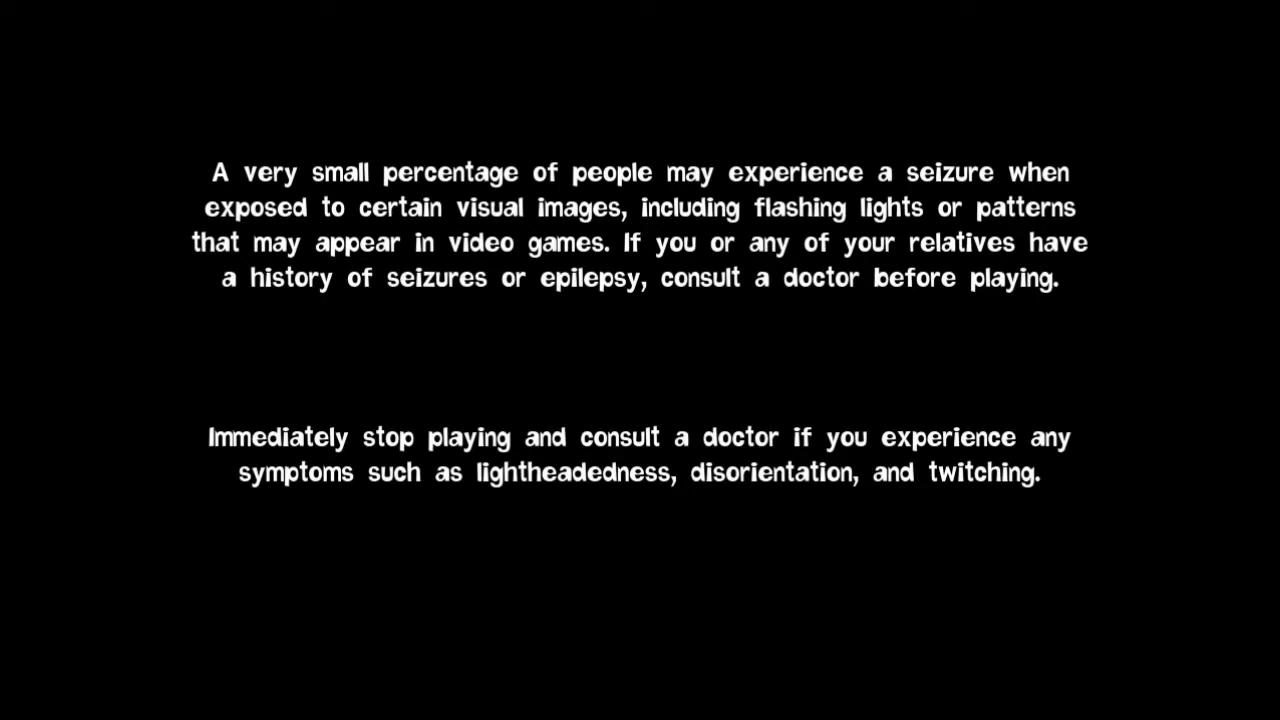 A very small percentage of people may experience a seizure when
exposed to certain visual images, including flashing lights or patterns
that may appear in video games. If you or any of your relatives have
a history of seizures or epilepsy, consult a doctor before playing.
Immediately stop playing and consult a doctor if you experience any
symptoms such as lightheadedness, disorientation, and twitching.